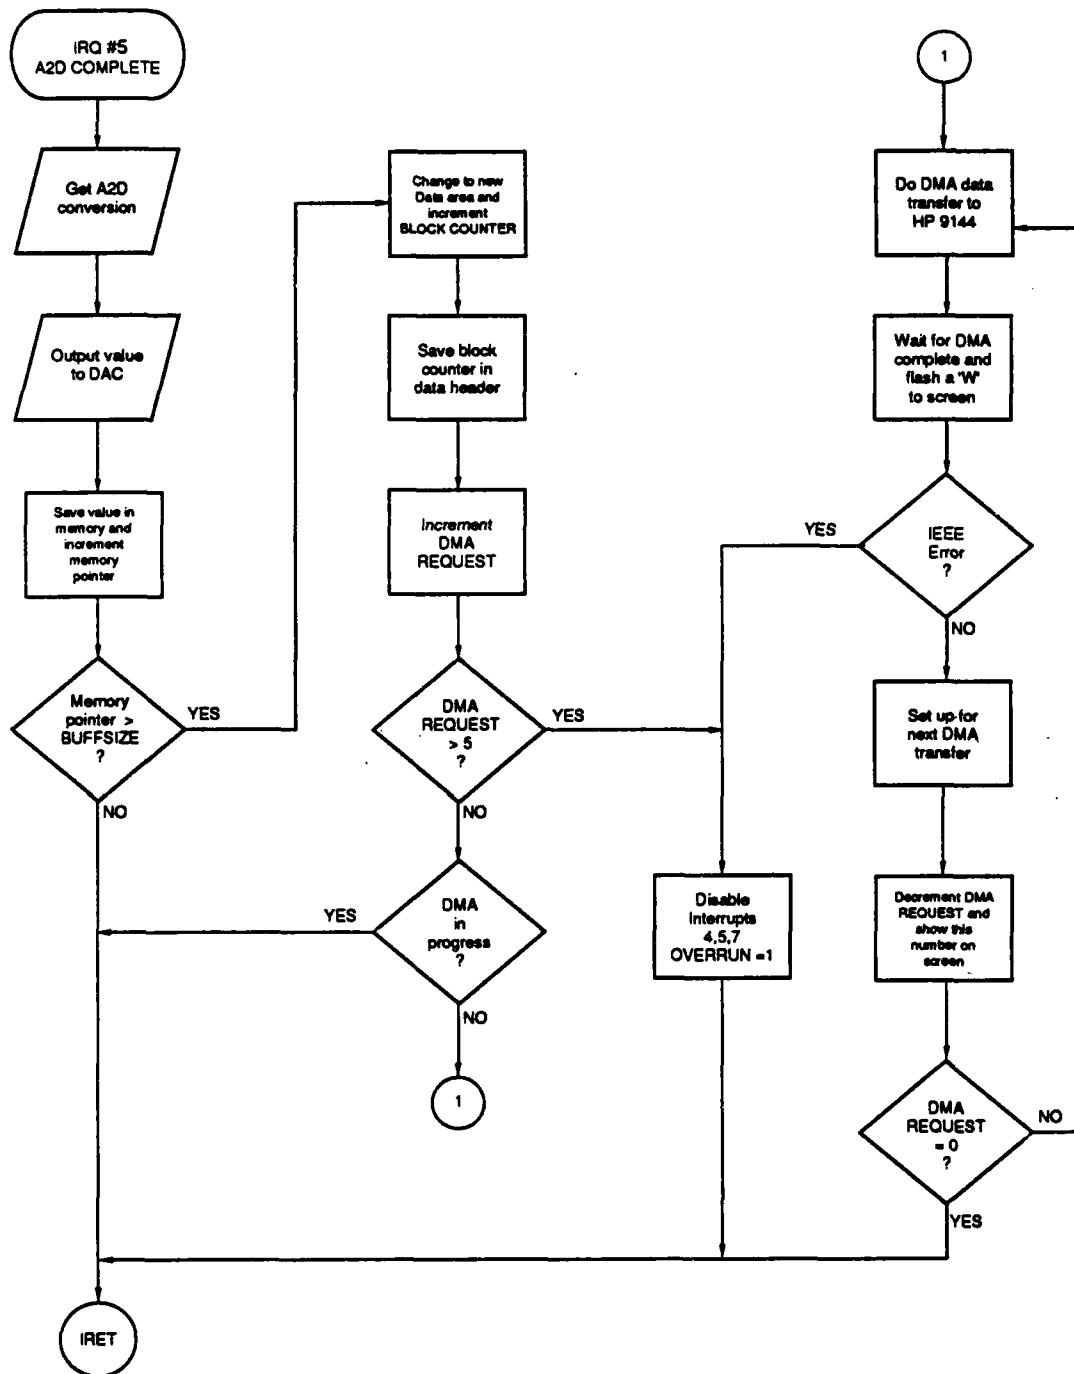 IRQ #5
A2D COMPLETE
Get A2D
conversion
Output value
to DAC
Save value in
memory and
increment
memory
pointer
Memory
pointer >
BUFFSIZE
?
YES
NO
Change to new
Data area and
increment
BLOCK COUNTER
Save block
counter in
data header
Increment
DMA
REQUEST
DMA
REQUEST
> 5
?
YES
NO
DMA
in
progress
?
YES
NO
1
Disable
Interrupts
4,5,7
OVERRUN =1
1
Do DMA data
transfer to
HP 9144
Wait for DMA
complete and
flash a 'W'
to screen
IEEE
Error
?
YES
NO
Set up for
next DMA
transfer
Decrement DMA
REQUEST and
show this
number on
screen
DMA
REQUEST
= 0
?
NO
YES
IRET